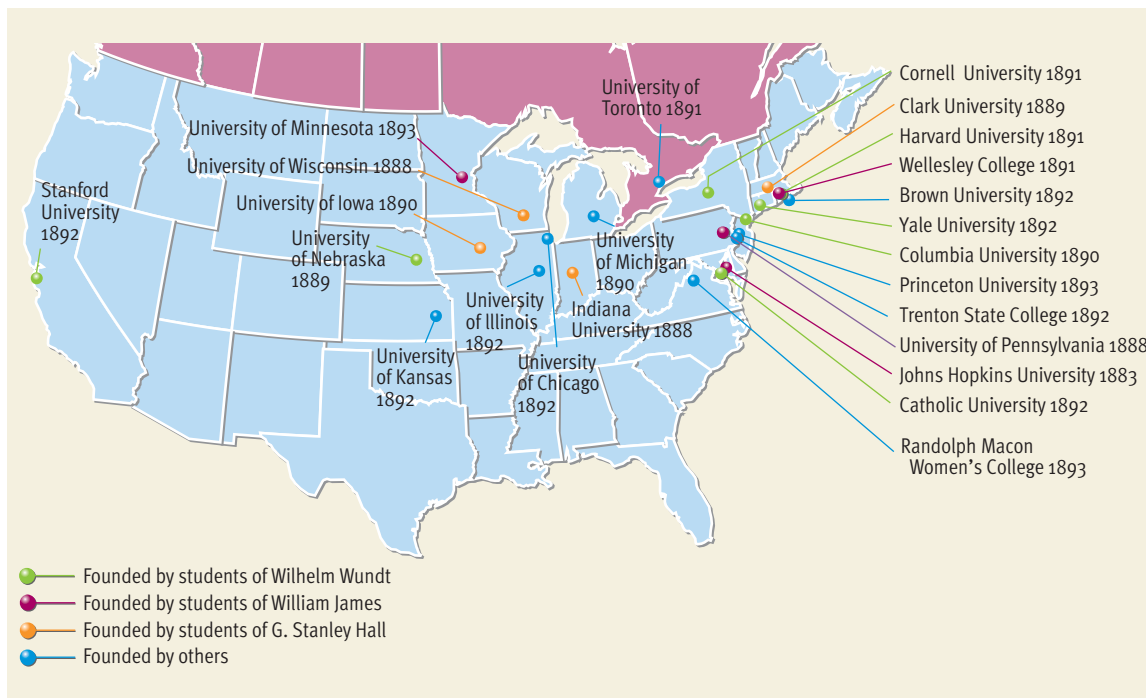 University of
Toronto 1891
University of Minnesota 1893
University of Wisconsin 1888
Stanford
University
1892
University of Iowa 1890
University
of Nebraska
1889
University
of Michigan
1890
University
of Illinois
1892
Indiana
University 1888
University
of Kansas
1892
University
of Chicago
1892
Cornell University 1891
Clark University 1889
Harvard University 1891
Wellesley College 1891
Brown University 1892
Yale University 1892
Columbia University 1890
Princeton University 1893
Trenton State College 1892
University of Pennsylvania 1888
Johns Hopkins University 1883
Catholic University 1892
Randolph Macon
Women's College 1893
Founded by students of Wilhelm Wundt
Founded by students of William James
Founded by students of G. Stanley Hall
Founded by others